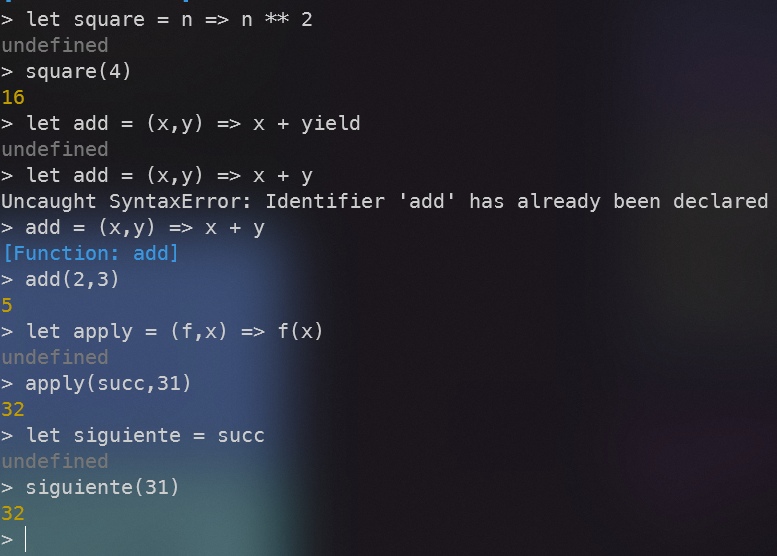 > let square = n => n ** 2
undefined
> square(4)
16
> let add = (x,y) => x + yield
undefined
> let add = (x,y) => x + y
Uncaught SyntaxError: Identifier 'add' has already been declared
> add = (x,y) => x + y
[Function: add]
> add(2,3)
5
> let apply = (f,x) => f(x)
undefined
> apply(succ,31)
32
> let siguiente = succ
undefined
> siguiente(31)
32
>